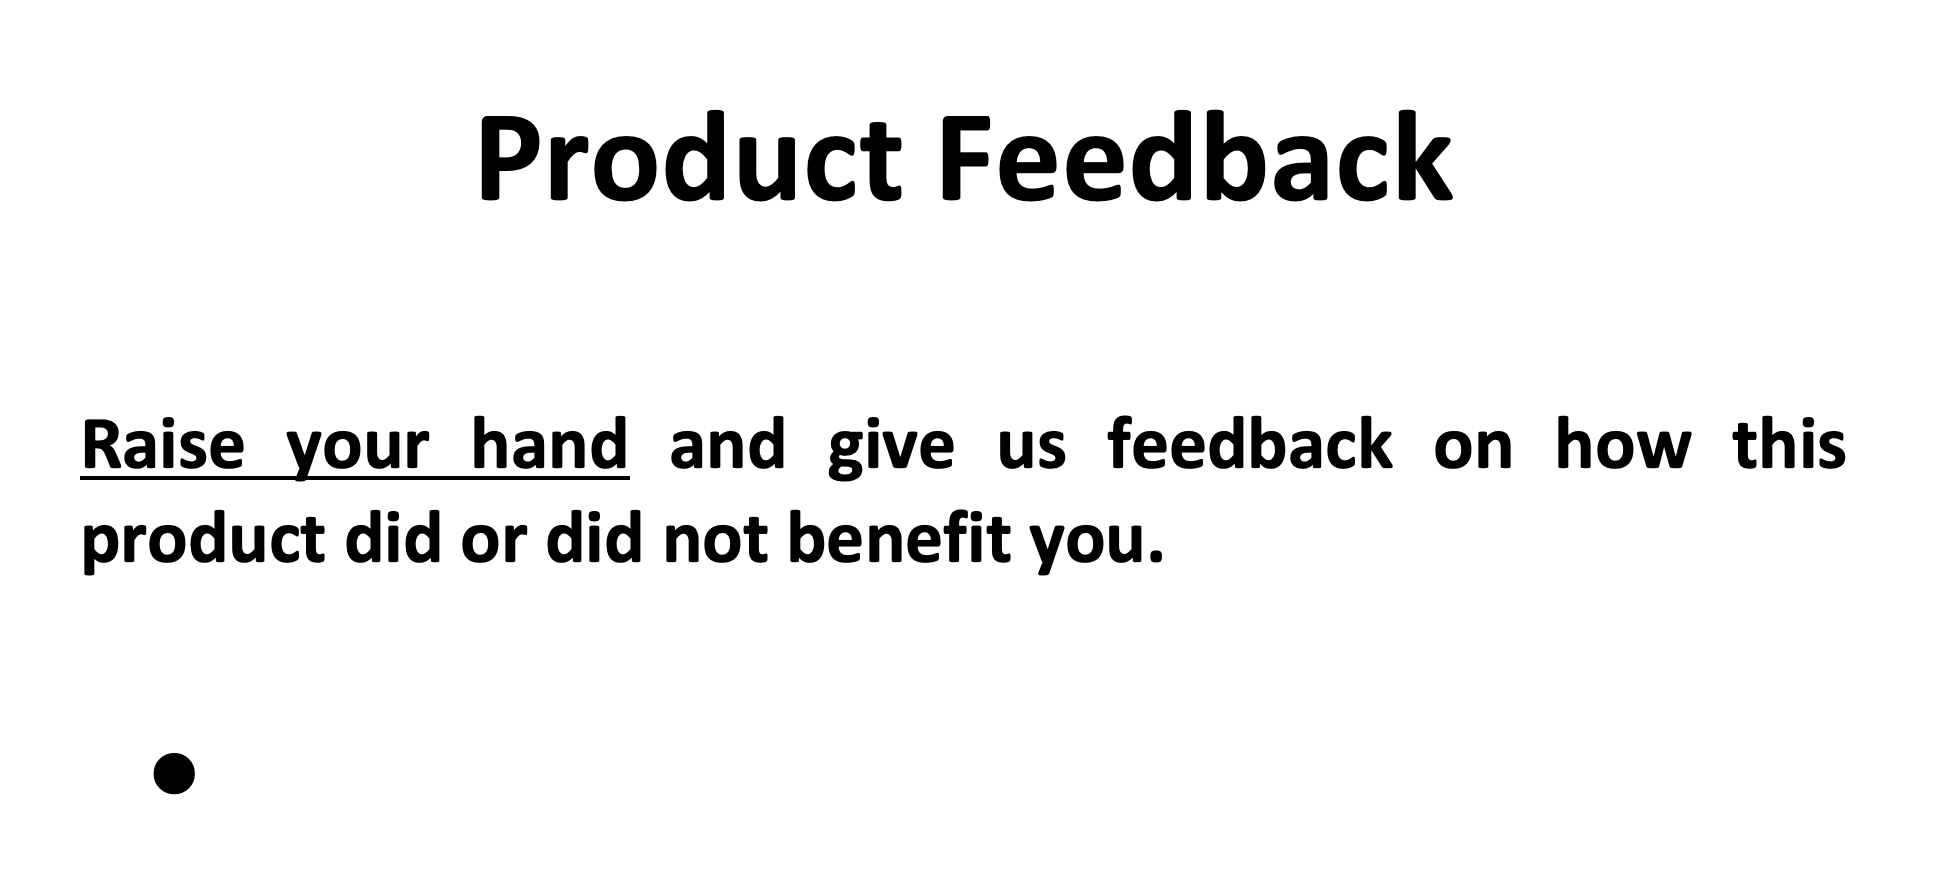 Product Feedback
Raise your hand and give us feedback on how this
product did or did not benefit you.
•